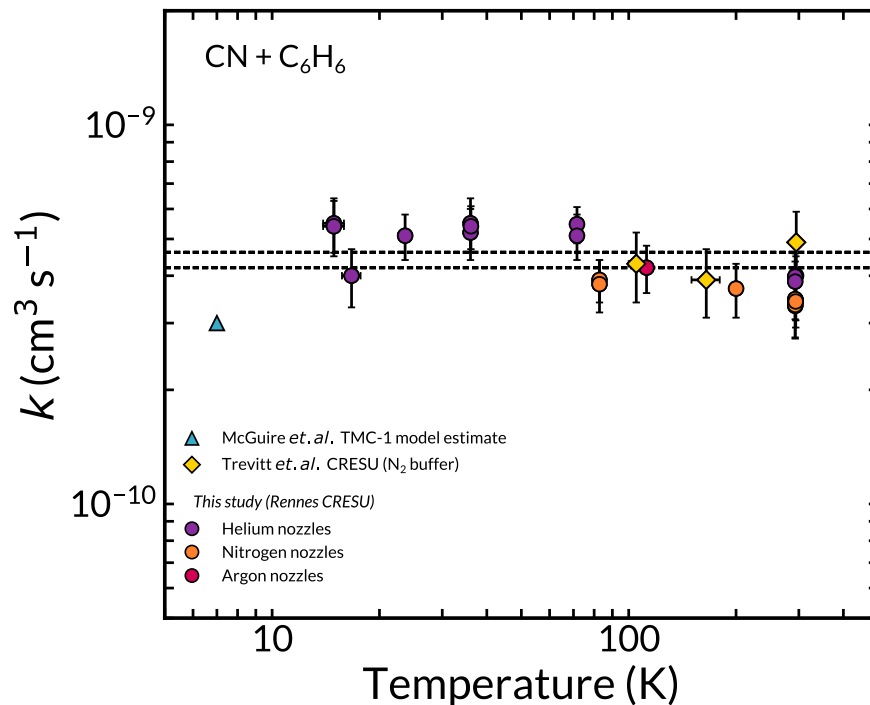 CN + C₆H₆
10⁻⁹
10⁻¹⁰
k (cm³ s⁻¹)
McGuire et. al. TMC-1 model estimate
Trevitt et. al. CRESU (N₂ buffer)
This study (Rennes CRESU)
Helium nozzles
Nitrogen nozzles
Argon nozzles
10
100
Temperature (K)